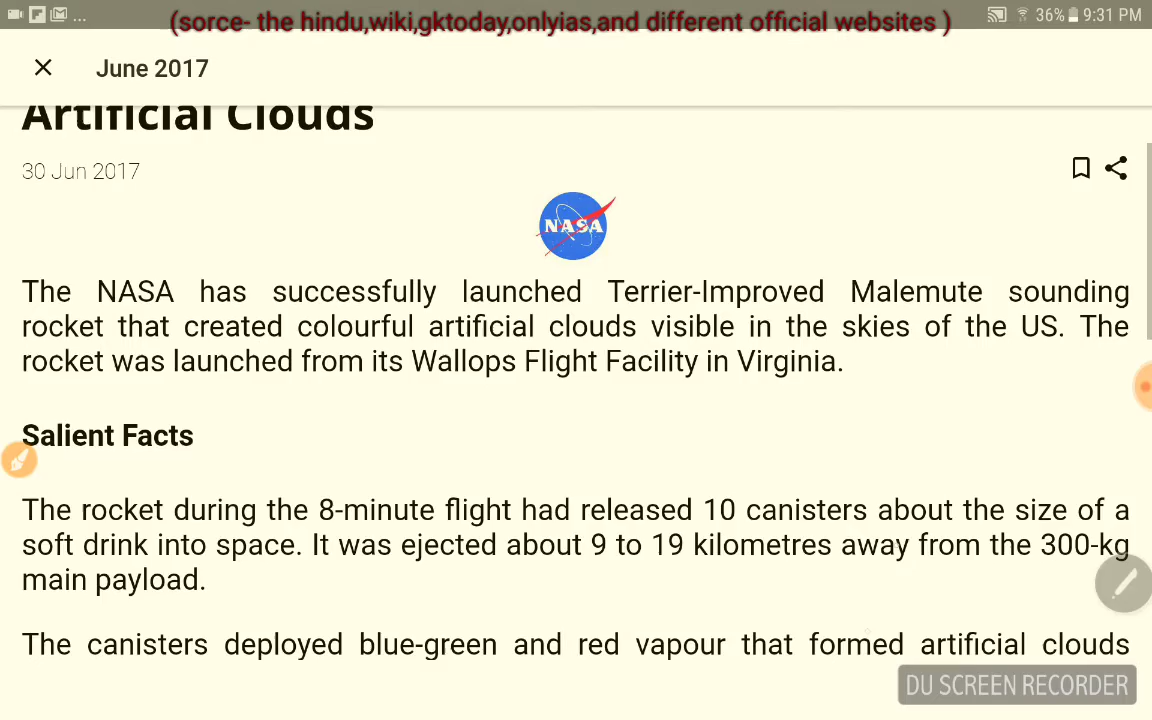 (sorce- the hindu,wiki,gktoday,onlyias,and different official websites )
... 36% 9:31 PM
June 2017
Artificial Clouds
30 Jun 2017
NASA
The NASA has successfully launched Terrier-Improved Malemute sounding
rocket that created colourful artificial clouds visible in the skies of the US. The
rocket was launched from its Wallops Flight Facility in Virginia.
Salient Facts
The rocket during the 8-minute flight had released 10 canisters about the size of a
soft drink into space. It was ejected about 9 to 19 kilometres away from the 300-kg
main payload.
The canisters deployed blue-green and red vapour that formed artificial clouds
DU SCREEN RECORDER